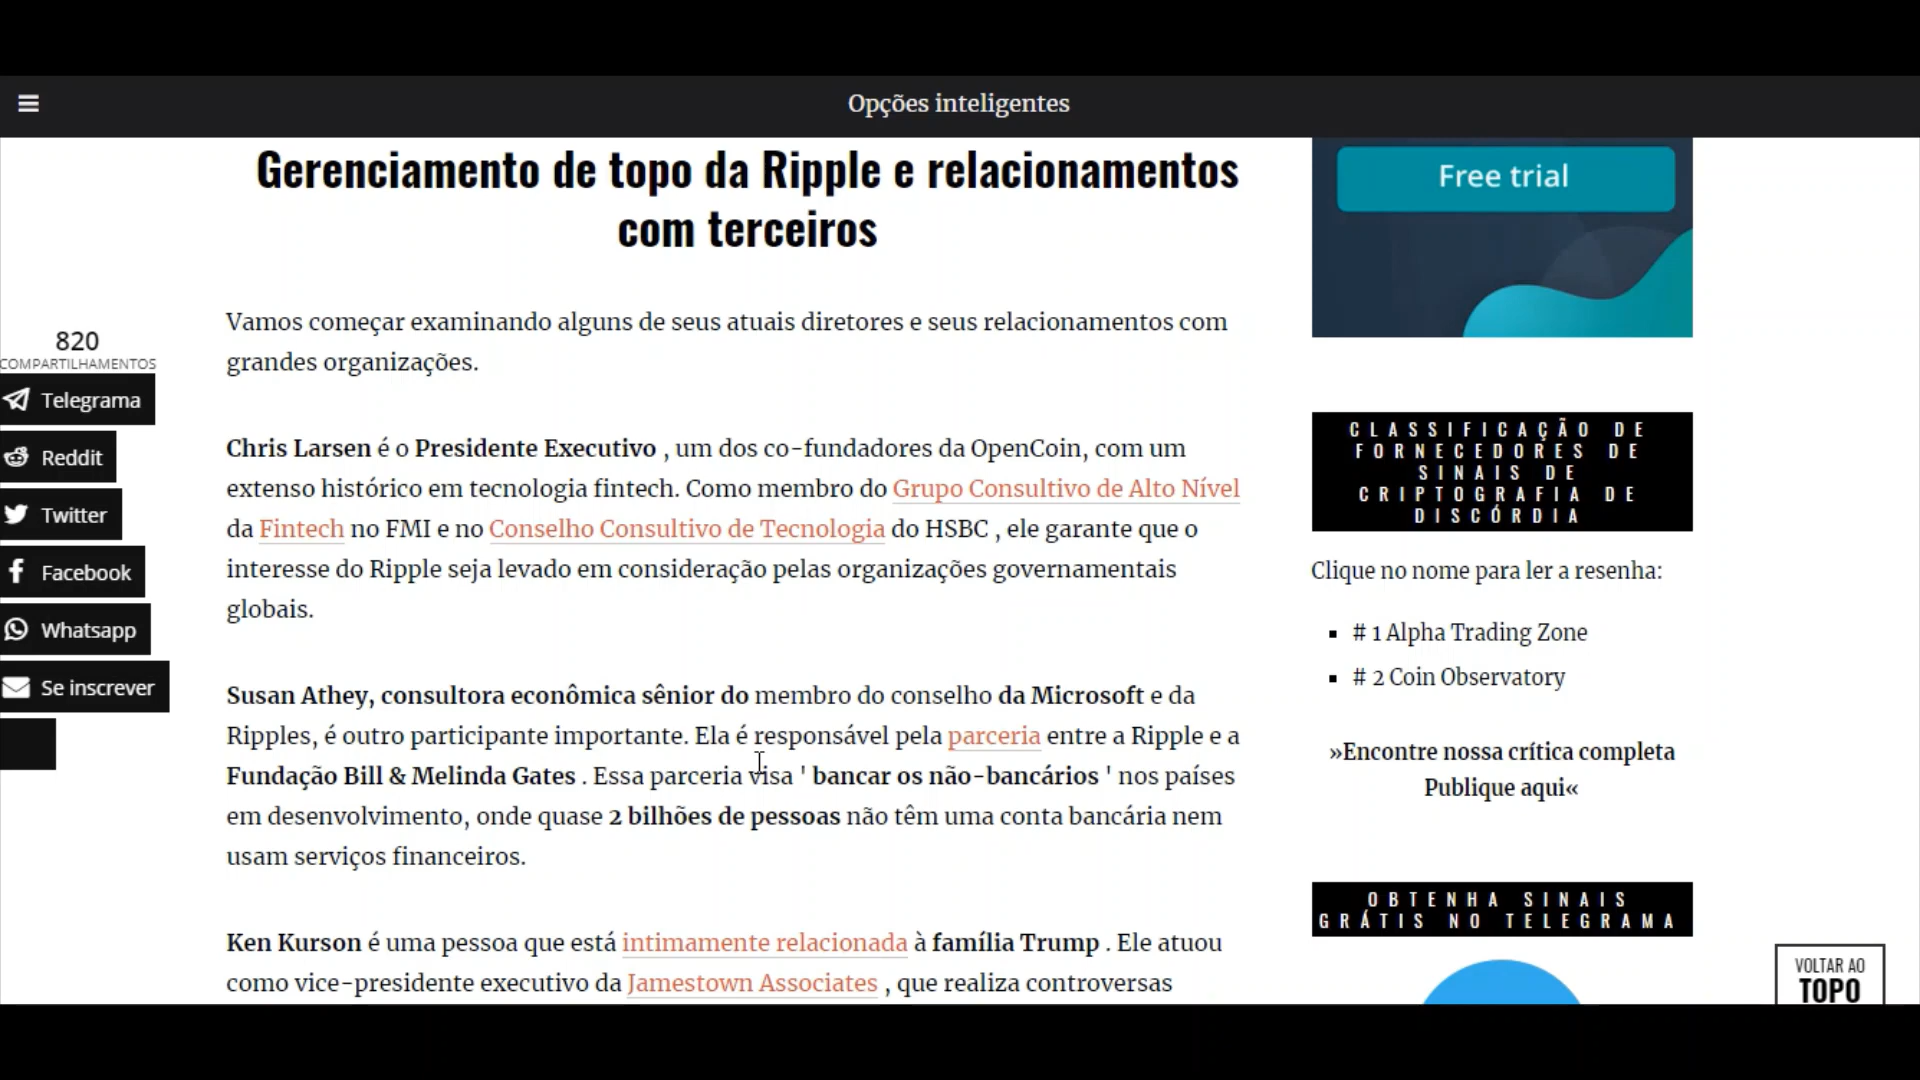 Opções inteligentes
Gerenciamento de topo da Ripple e relacionamentos
com terceiros
Vamos começar examinando alguns de seus atuais diretores e seus relacionamentos com
grandes organizações.
Chris Larsen é o Presidente Executivo , um dos co-fundadores da OpenCoin, com um
extenso histórico em tecnologia fintech. Como membro do Grupo Consultivo de Alto Nível
da Fintech no FMI e no Conselho Consultivo de Tecnologia do HSBC , ele garante que o
interesse do Ripple seja levado em consideração pelas organizações governamentais
globais.
Susan Athey, consultora econômica sênior do membro do conselho da Microsoft e da
Ripples, é outro participante importante. Ela é responsável pela parceria entre a Ripple e a
Fundação Bill & Melinda Gates . Essa parceria visa ' bancar os não-bancários ' nos países
em desenvolvimento, onde quase 2 bilhões de pessoas não têm uma conta bancária nem
usam serviços financeiros.
Ken Kurson é uma pessoa que está intimamente relacionada à família Trump . Ele atuou
como vice-presidente executivo da Jamestown Associates , que realiza controversas
820
COMPARTILHAMENTOS
Telegrama
Reddit
Twitter
Facebook
Whatsapp
Se inscrever
Free trial
CLASSIFICAÇÃO DE
FORNECEDORES DE
SINAIS DE
CRIPTOGRAFIA DE
DISCÓRDIA
Clique no nome para ler a resenha:
# 1 Alpha Trading Zone
# 2 Coin Observatory
»Encontre nossa crítica completa
Publique aqui«
OBTENHA SINAIS
GRÁTIS NO TELEGRAMA
VOLTAR AO
TOPO